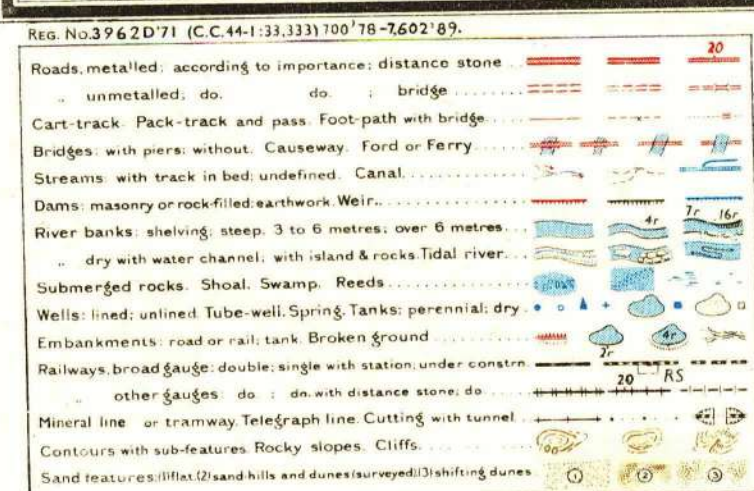 REG. No.3962D'71 (C.C.44-1:33,333) 700'78-7,602'89.
20
Roads, metalled; according to importance; distance stone
„ unmetalled; do. do. ; bridge
Cart-track. Pack-track and pass. Foot-path with bridge
Bridges: with piers; without. Causeway. Ford or Ferry
Streams: with track in bed; undefined. Canal
Dams: masonry or rock-filled; earthwork. Weir
River banks: shelving; steep, 3 to 6 metres; over 6 metres 4r 7r 16r
„ dry with water channel; with island & rocks. Tidal river
Submerged rocks. Shoal. Swamp. Reeds
Wells: lined; unlined. Tube-well. Spring. Tanks: perennial; dry
Embankments: road or rail; tank. Broken ground 2r 4r
Railways, broad gauge: double; single with station; under constrn. RS
„ other gauges: do ; do. with distance stone; do 20
Mineral line or tramway. Telegraph line. Cutting with tunnel
Contours with sub-features. Rocky slopes. Cliffs.
Sand features: (1) flat. (2) sand-hills and dunes (surveyed) (3) shifting dunes 1 2 3